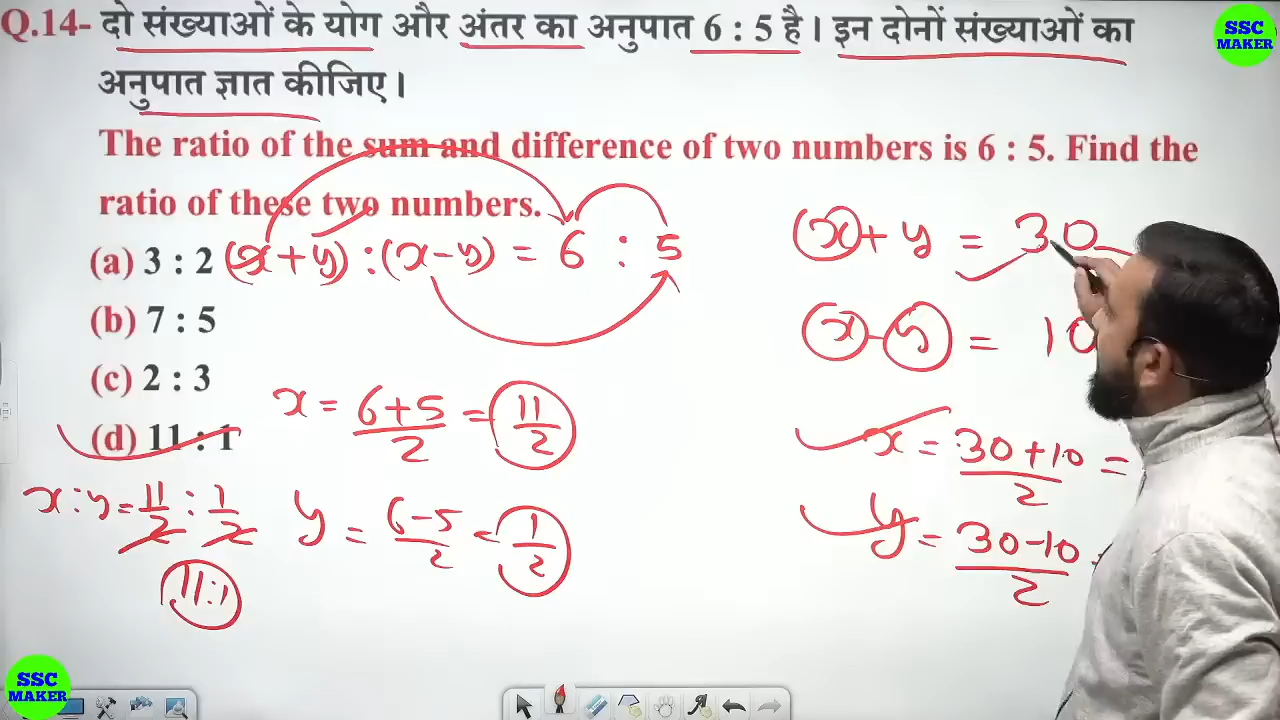 Q.14- दो संख्याओं के योग और अंतर का अनुपात 6 : 5 है। इन दोनों संख्याओं का
अनुपात ज्ञात कीजिए।
The ratio of the sum and difference of two numbers is 6 : 5. Find the
ratio of these two numbers.
(a) 3 : 2
(x+y) : (x-y) = 6 : 5
(b) 7 : 5
(c) 2 : 3
(d) 11 : 1
x = 6+5/2 = 11/2
x : y = 11/2 : 1/2
y = 6-5/2 = 1/2
11:1
x + y = 30
x - y = 10
x = 30+10/2 =
y = 30-10/2 =
SSC
MAKER
SSC
MAKER